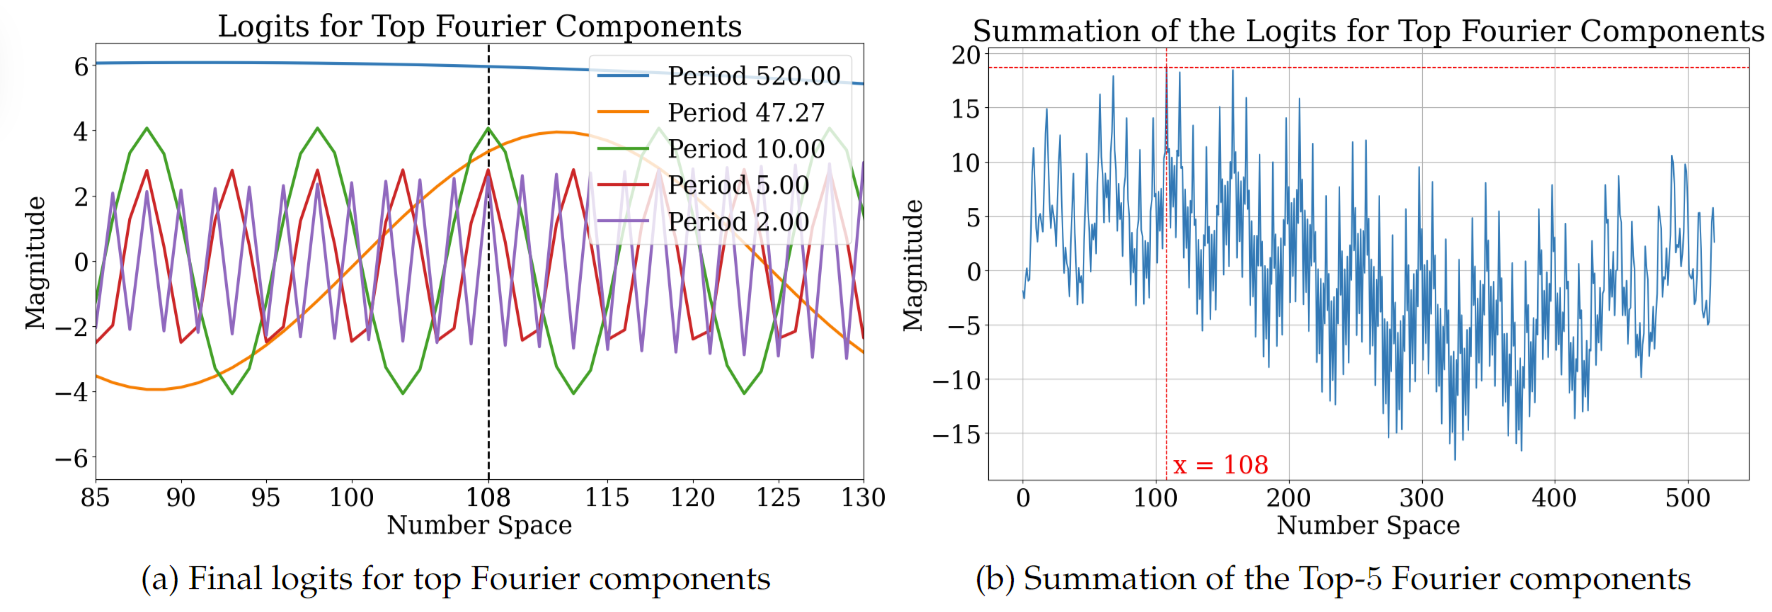 Logits for Top Fourier Components
Magnitude
6
4
2
0
−2
−4
−6
Period 520.00
Period 47.27
Period 10.00
Period 5.00
Period 2.00
85 90 95 100 108 115 120 125 130
Number Space
(a) Final logits for top Fourier components
Summation of the Logits for Top Fourier Components
Magnitude
20
15
10
5
0
−5
−10
−15
x = 108
0 100 200 300 400 500
Number Space
(b) Summation of the Top-5 Fourier components